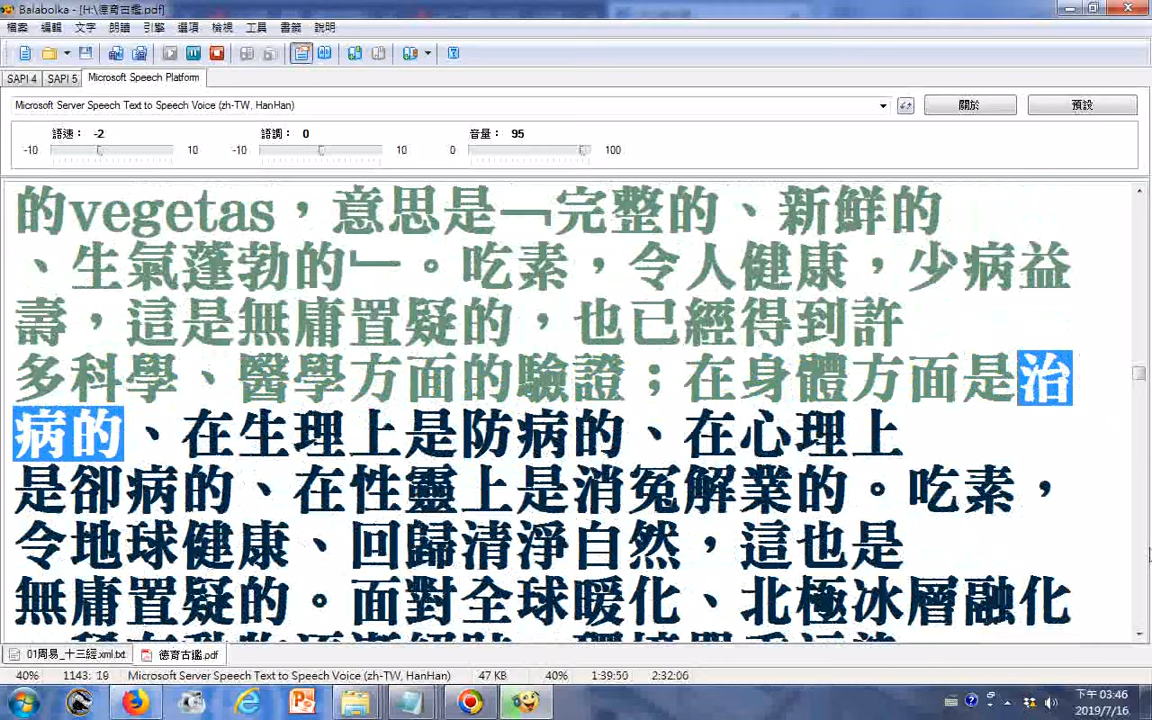 Balabolka - [H:\德育古鑑.pdf]
檔案 編輯 文字 朗讀 引擎 選項 檢視 工具 書籤 說明
SAPI 4 SAPI 5 Microsoft Speech Platform
Microsoft Server Speech Text to Speech Voice (zh-TW, HanHan)
關於 預設
語速： -2 語調： 0 音量： 95
-10 10 -10 10 0 100
的vegetas，意思是﹁完整的、新鮮的
、生氣蓬勃的﹂。吃素，令人健康，少病益
壽，這是無庸置疑的，也已經得到許
多科學、醫學方面的驗證；在身體方面是治
病的、在生理上是防病的、在心理上
是卻病的、在性靈上是消冤解業的。吃素，
令地球健康、回歸清淨自然，這也是
無庸置疑的。面對全球暖化、北極冰層融化
01周易_十三經.xml.txt 德育古鑑.pdf
40% 1143: 19 Microsoft Server Speech Text to Speech Voice (zh-TW, HanHan) 47 KB 40% 1:39:50 2:32:06
下午 03:46
2019/7/16